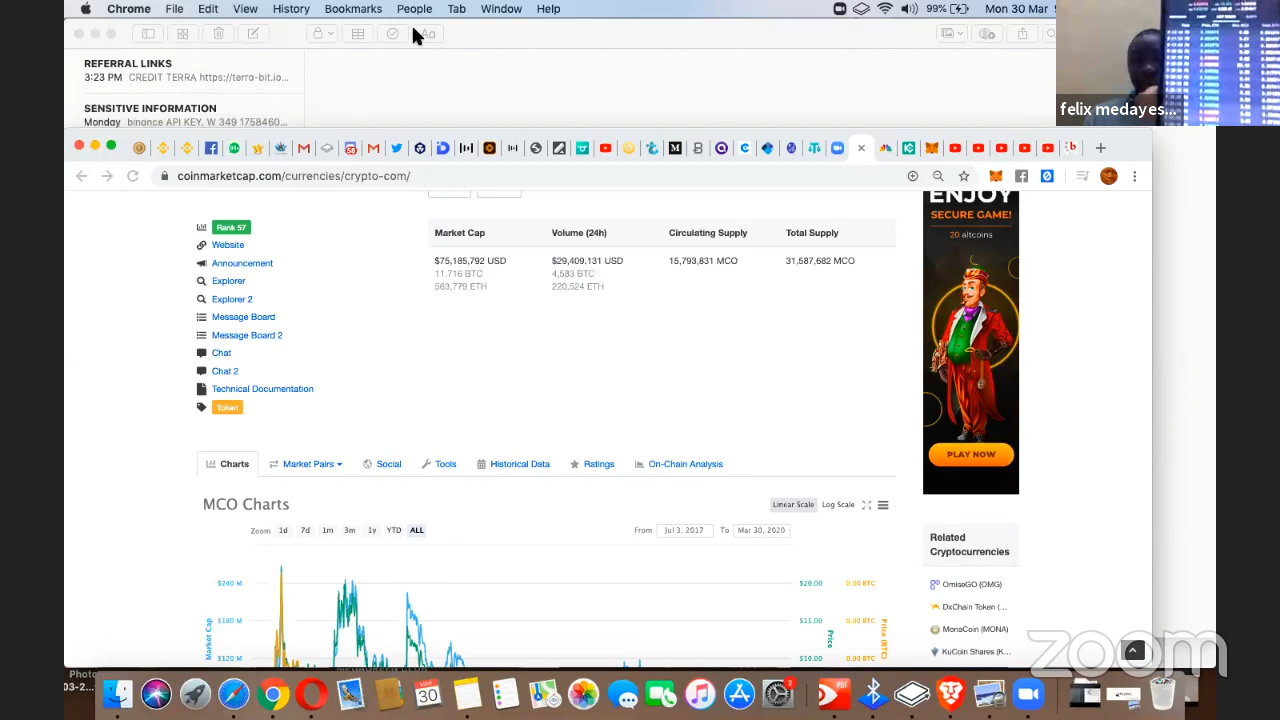 Chrome File Edit View History Bookmarks People Tab Window Help 99% Mon 30 Mar
REFERRAL LINKS
3:23 PM CREDIT TERRA https://terra-bit.io...
SENSITIVE INFORMATION
Monday binance API KEY. W 349 1758460...
felix medayes...
coinmarketcap.com/currencies/crypto-com/
Rank 57
Website
Announcement
Explorer
Explorer 2
Message Board
Message Board 2
Chat
Chat 2
Technical Documentation
Token
Market Cap Volume (24h) Circulating Supply Total Supply
$75,185,792 USD $29,409,131 USD 15,793,831 MCO 31,587,682 MCO
11,716 BTC 4,583 BTC
563,779 ETH 220,524 ETH
ENJOY
SECURE GAME!
20 altcoins
PLAY NOW
Charts Market Pairs Social Tools Historical Data Ratings On-Chain Analysis
MCO Charts
Linear Scale Log Scale
Zoom 1d 7d 1m 3m 1y YTD ALL From Jul 3, 2017 To Mar 30, 2020
$240 M $20.00 0.00 BTC
$180 M $15.00 0.00 BTC
$120 M $10.00 0.00 BTC
Market Cap
Price
Price (BTC)
Related
Cryptocurrencies
OmiseGO (OMG)
DxChain Token (...
MonaCoin (MONA)
KuCoin Shares (K...
zoom
Photo
03-2...
30
2